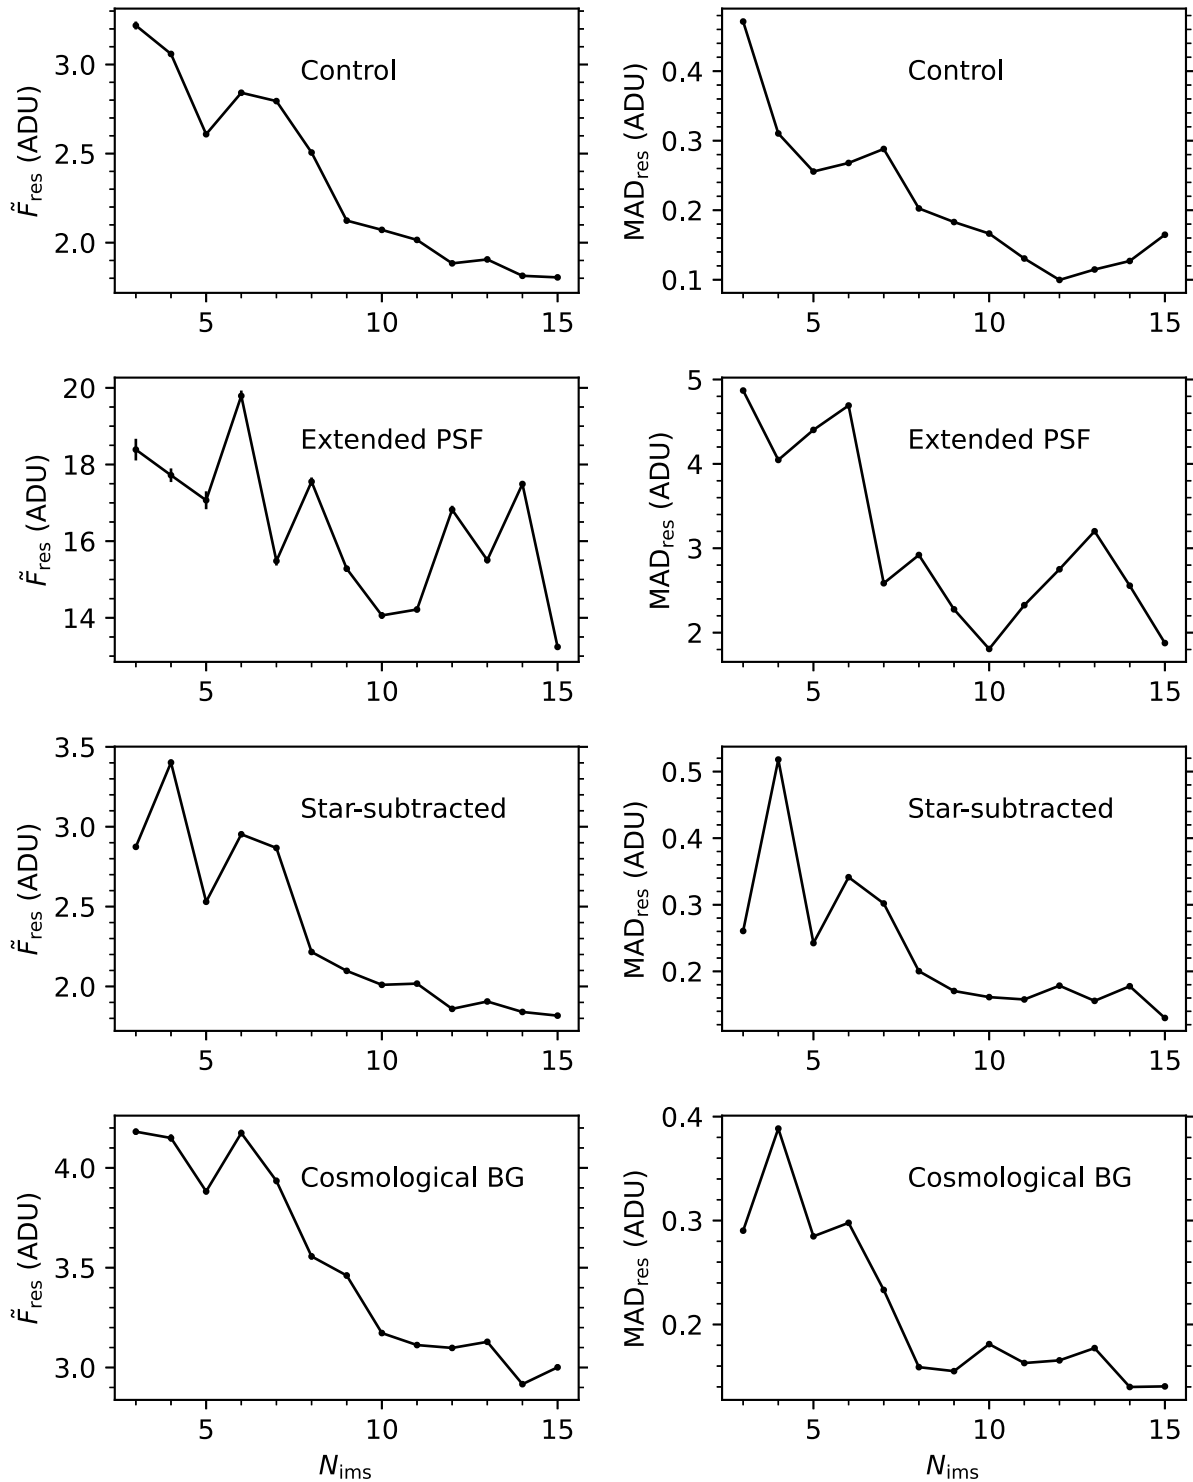 Control
F̃res (ADU)
3.0
2.5
2.0
5
10
15
Control
MADres (ADU)
0.4
0.3
0.2
0.1
5
10
15
Extended PSF
F̃res (ADU)
20
18
16
14
5
10
15
Extended PSF
MADres (ADU)
5
4
3
2
5
10
15
Star-subtracted
F̃res (ADU)
3.5
3.0
2.5
2.0
5
10
15
Star-subtracted
MADres (ADU)
0.5
0.4
0.3
0.2
5
10
15
Cosmological BG
F̃res (ADU)
4.0
3.5
3.0
5
10
15
Nims
Cosmological BG
MADres (ADU)
0.4
0.3
0.2
5
10
15
Nims